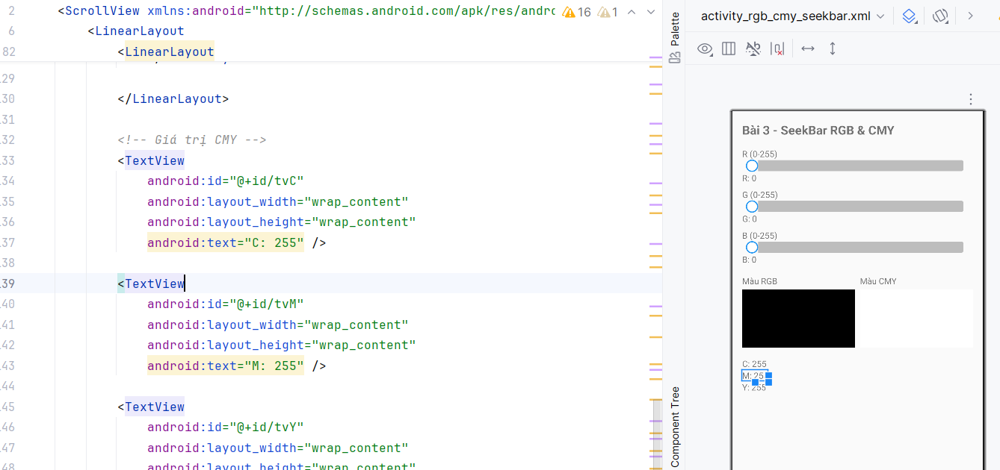 2 <ScrollView xmlns:android="http://schemas.android.com/apk/res/andro
16 1
6 <LinearLayout
82 <LinearLayout
29
30 </LinearLayout>
31
32 <!-- Giá trị CMY -->
33 <TextView
34 android:id="@+id/tvC"
35 android:layout_width="wrap_content"
36 android:layout_height="wrap_content"
37 android:text="C: 255" />
38
39 <TextView
40 android:id="@+id/tvM"
41 android:layout_width="wrap_content"
42 android:layout_height="wrap_content"
43 android:text="M: 255" />
44
45 <TextView
46 android:id="@+id/tvY"
47 android:layout_width="wrap_content"
48 android:layout_height="wrap_content"
Palette
Component Tree
activity_rgb_cmy_seekbar.xml
Bài 3 - SeekBar RGB & CMY
R (0-255)
R: 0
G (0-255)
G: 0
B (0-255)
B: 0
Màu RGB Màu CMY
C: 255
M: 25
Y: 255